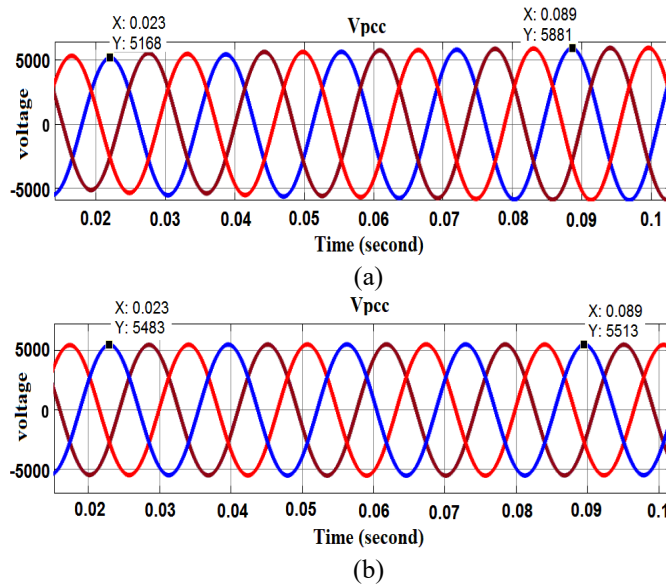 X: 0.023
Y: 5168
Vpcc
X: 0.089
Y: 5881
5000
0
-5000
voltage
0.02 0.03 0.04 0.05 0.06 0.07 0.08 0.09 0.1
Time (second)
(a)
X: 0.023
Y: 5483
Vpcc
X: 0.089
Y: 5513
5000
0
-5000
voltage
0.02 0.03 0.04 0.05 0.06 0.07 0.08 0.09 0.1
Time (second)
(b)